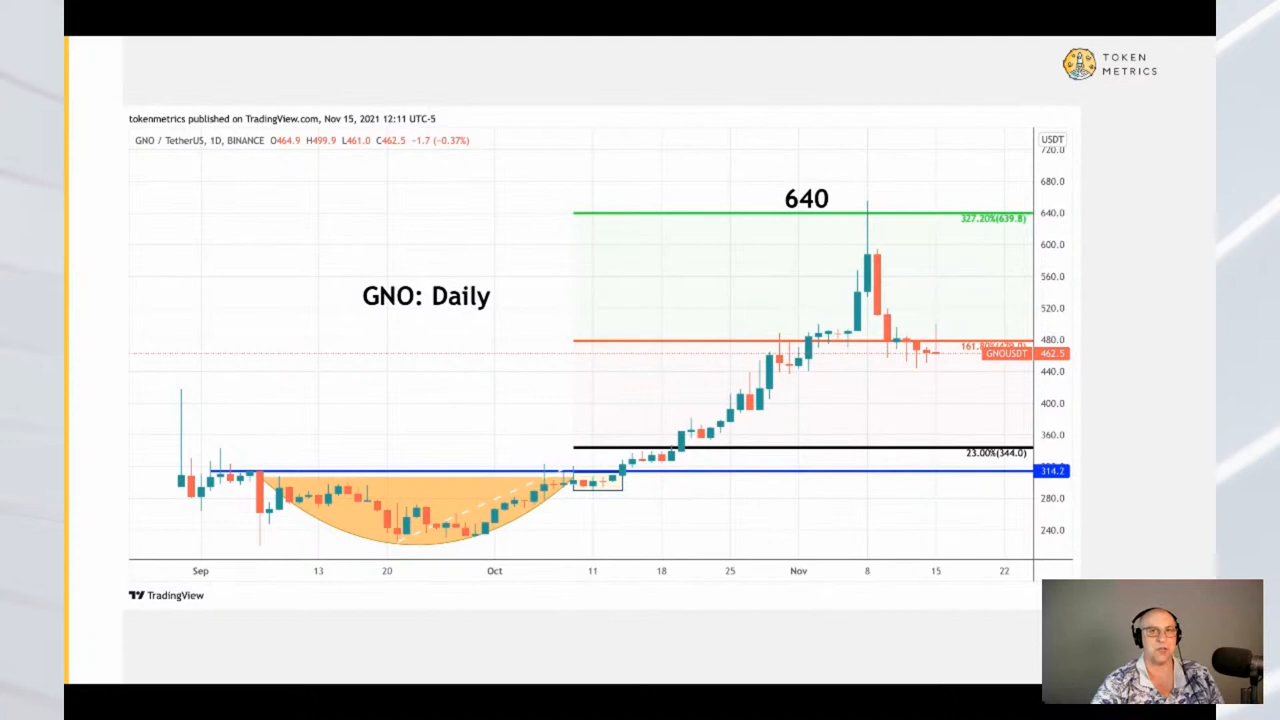 TOKEN
METRICS
tokenmetrics published on TradingView.com, Nov 15, 2021 12:11 UTC-5
GNO / TetherUS, 1D, BINANCE O464.9 H499.9 L461.0 C462.5 −1.7 (−0.37%)
USDT
720.0
680.0
640
640.0
327.20%(639.8)
600.0
GNO: Daily
560.0
520.0
480.0
GNOUSDT 462.5
440.0
400.0
360.0
23.00%(344.0)
314.2
280.0
240.0
Sep 13 20 Oct 11 18 25 Nov 8 15 22
TradingView